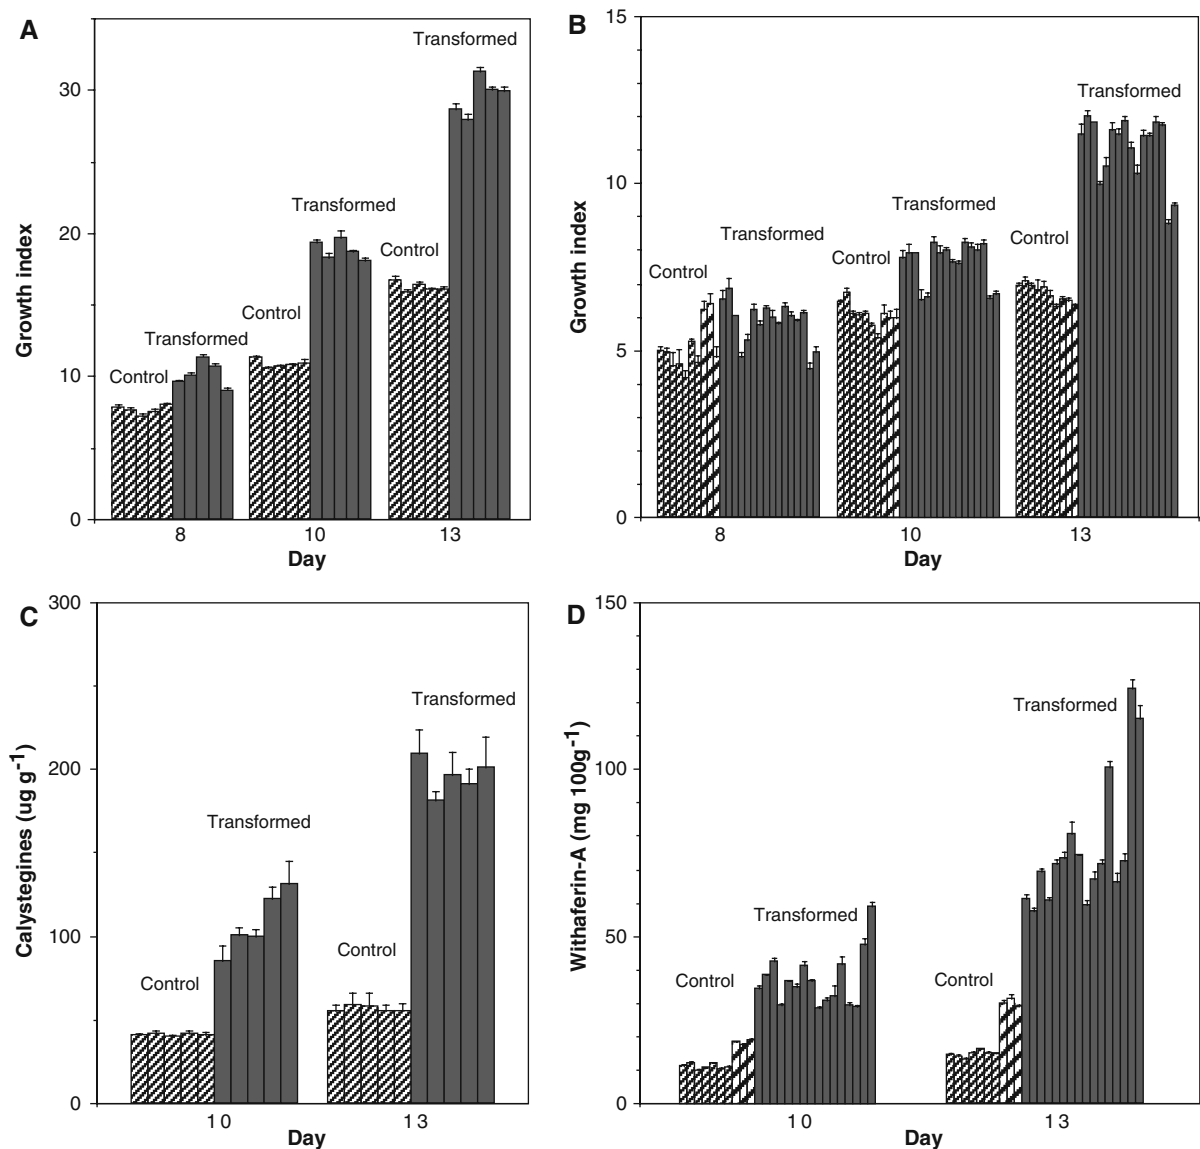 A
Transformed
30
Transformed
20
Control
Growth index
Control
Transformed
10
Control
0
8 10 13
Day
B
15
Transformed
Transformed
10
Control
Transformed
Control
Growth index
Control
5
0
8 10 13
Day
C
300
Transformed
200
Calystegines (ug g-1)
Transformed
100
Control
Control
0
10 13
Day
D
150
Transformed
100
Withaferin-A (mg 100g-1)
Transformed
50
Control
Control
0
10 13
Day